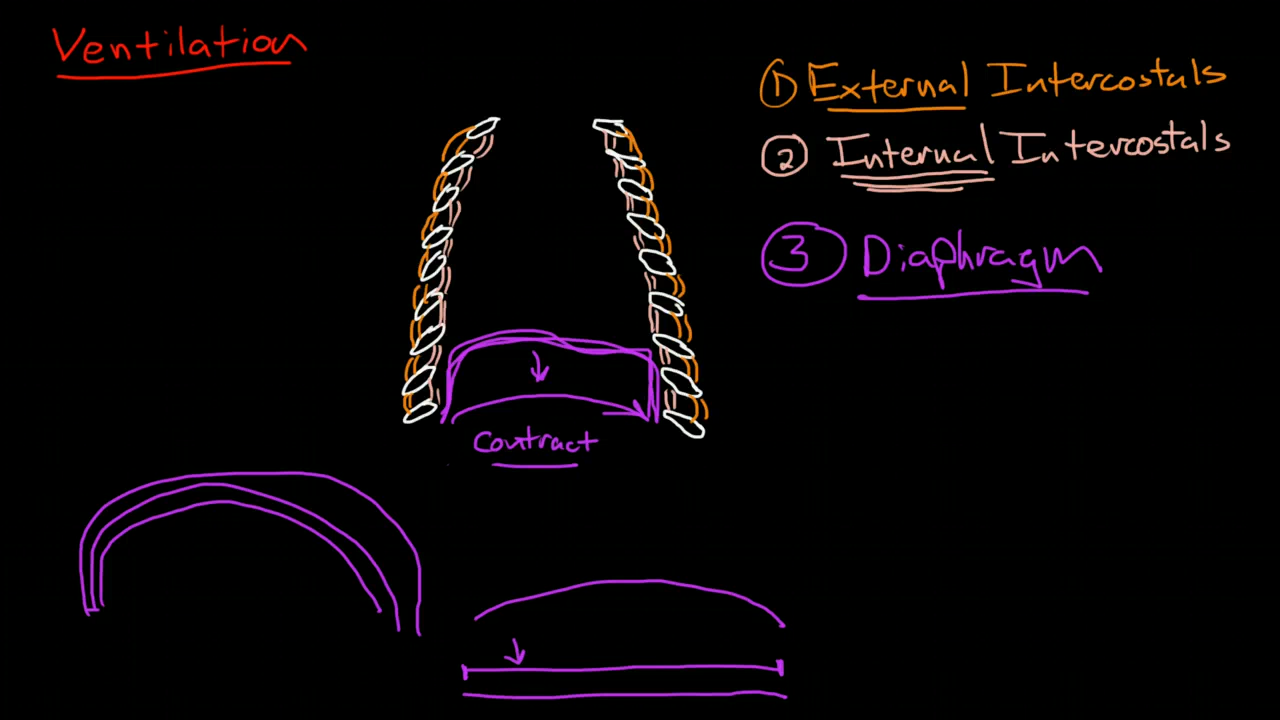 Ventilation
① External Intercostals
② Internal Intercostals
③ Diaphragm
Contract